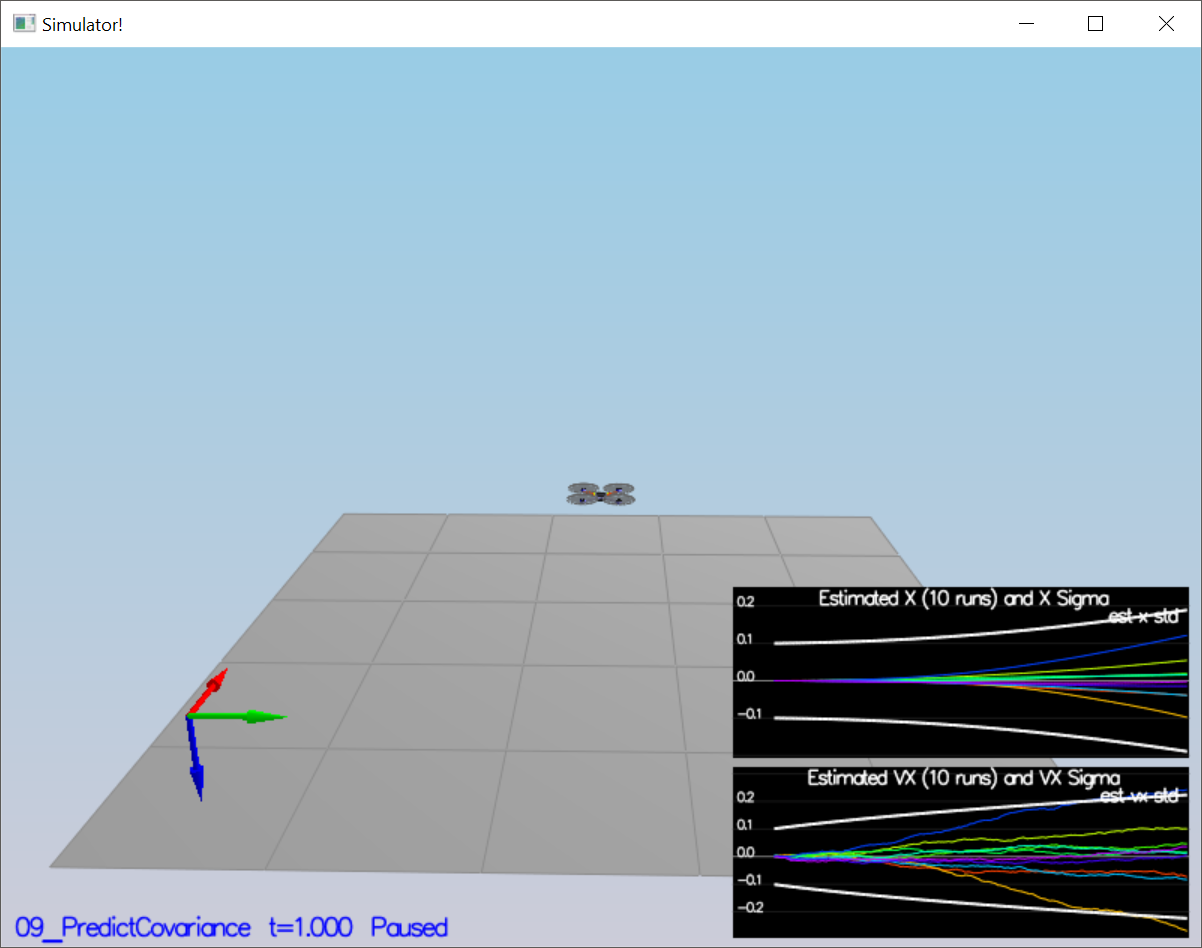 Simulator!
Estimated X (10 runs) and X Sigma
est x std
0.2
0.1
0.0
-0.1
Estimated VX (10 runs) and VX Sigma
est vx std
0.2
0.1
0.0
-0.1
-0.2
09_PredictCovariance t=1.000 Paused